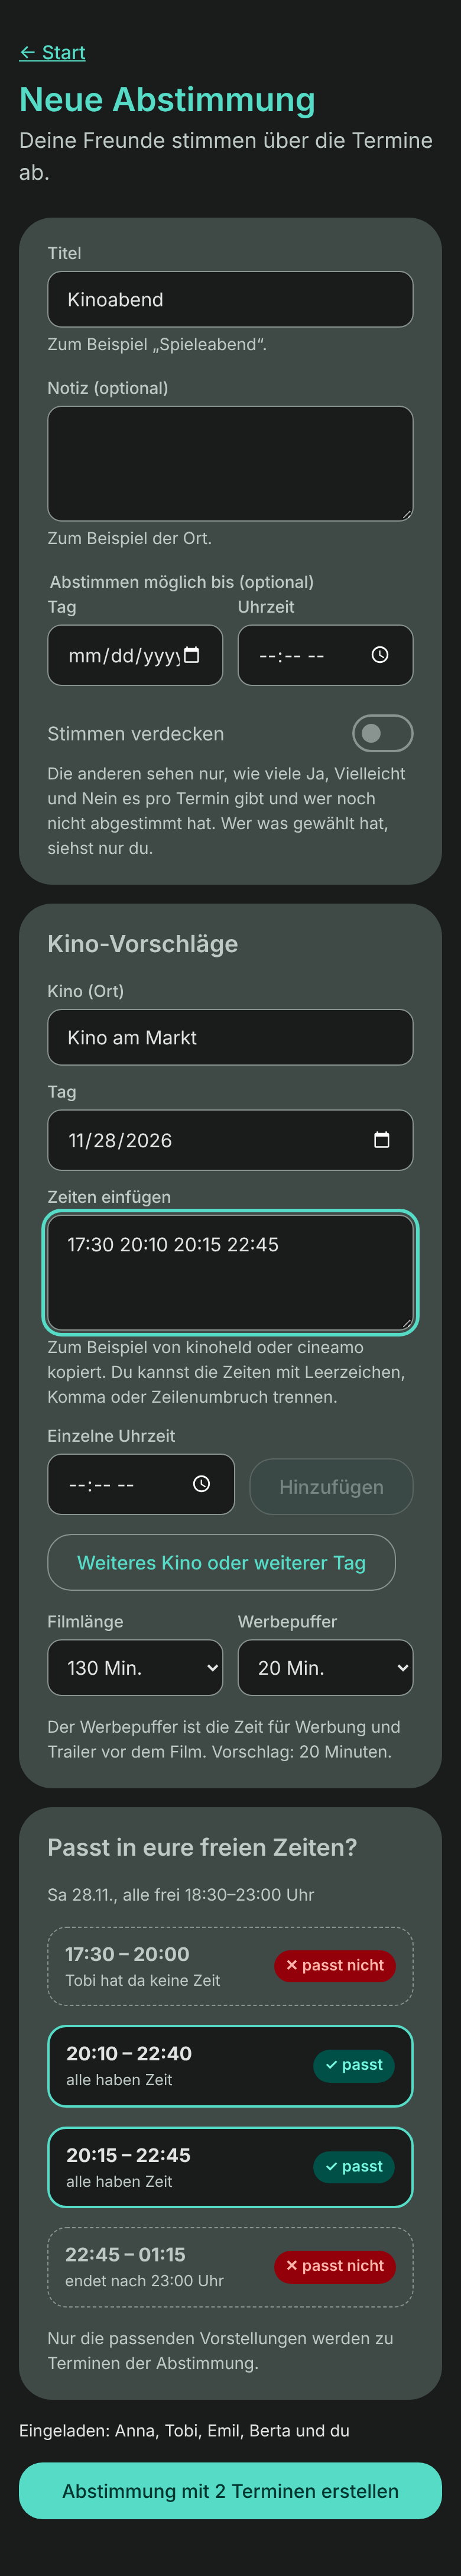 ← Start
Neue Abstimmung
Deine Freunde stimmen über die Termine
ab.
Titel
Kinoabend
Zum Beispiel „Spieleabend“.
Notiz (optional)
Zum Beispiel der Ort.
Abstimmen möglich bis (optional)
Tag
Uhrzeit
mm/dd/yyyy
--:-- --
Stimmen verdecken
Die anderen sehen nur, wie viele Ja, Vielleicht
und Nein es pro Termin gibt und wer noch
nicht abgestimmt hat. Wer was gewählt hat,
siehst nur du.
Kino-Vorschläge
Kino (Ort)
Kino am Markt
Tag
11/28/2026
Zeiten einfügen
17:30 20:10 20:15 22:45
Zum Beispiel von kinoheld oder cineamo
kopiert. Du kannst die Zeiten mit Leerzeichen,
Komma oder Zeilenumbruch trennen.
Einzelne Uhrzeit
--:-- --
Hinzufügen
Weiteres Kino oder weiterer Tag
Filmlänge
Werbepuffer
130 Min.
20 Min.
Der Werbepuffer ist die Zeit für Werbung und
Trailer vor dem Film. Vorschlag: 20 Minuten.
Passt in eure freien Zeiten?
Sa 28.11., alle frei 18:30–23:00 Uhr
17:30 – 20:00
Tobi hat da keine Zeit
✕ passt nicht
20:10 – 22:40
alle haben Zeit
✓ passt
20:15 – 22:45
alle haben Zeit
✓ passt
22:45 – 01:15
endet nach 23:00 Uhr
✕ passt nicht
Nur die passenden Vorstellungen werden zu
Terminen der Abstimmung.
Eingeladen: Anna, Tobi, Emil, Berta und du
Abstimmung mit 2 Terminen erstellen